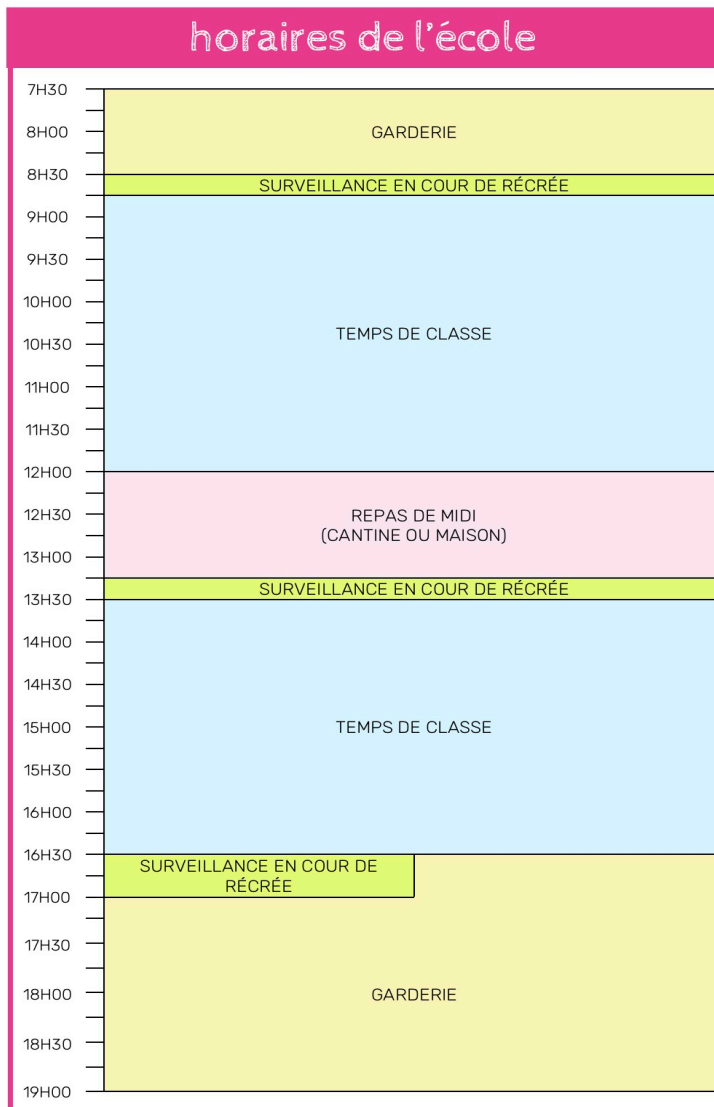 horaires de l'école
7H30
8H00
GARDERIE
8H30
SURVEILLANCE EN COUR DE RÉCRÉE
9H00
9H30
10H00
TEMPS DE CLASSE
10H30
11H00
11H30
12H00
12H30
REPAS DE MIDI
(CANTINE OU MAISON)
13H00
SURVEILLANCE EN COUR DE RÉCRÉE
13H30
14H00
14H30
15H00
TEMPS DE CLASSE
15H30
16H00
16H30
SURVEILLANCE EN COUR DE
RÉCRÉE
17H00
17H30
18H00
GARDERIE
18H30
19H00